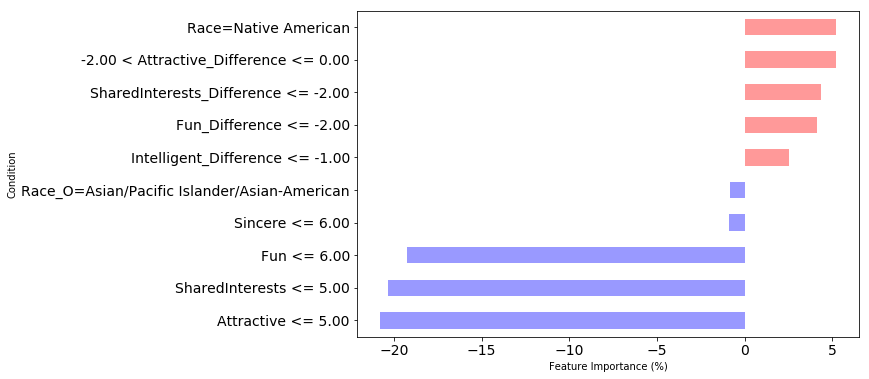 Race=Native American
-2.00 < Attractive_Difference <= 0.00
SharedInterests_Difference <= -2.00
Fun_Difference <= -2.00
Intelligent_Difference <= -1.00
Race_O=Asian/Pacific Islander/Asian-American
Sincere <= 6.00
Fun <= 6.00
SharedInterests <= 5.00
Attractive <= 5.00
Condition
−20 −15 −10 −5 0 5
Feature Importance (%)